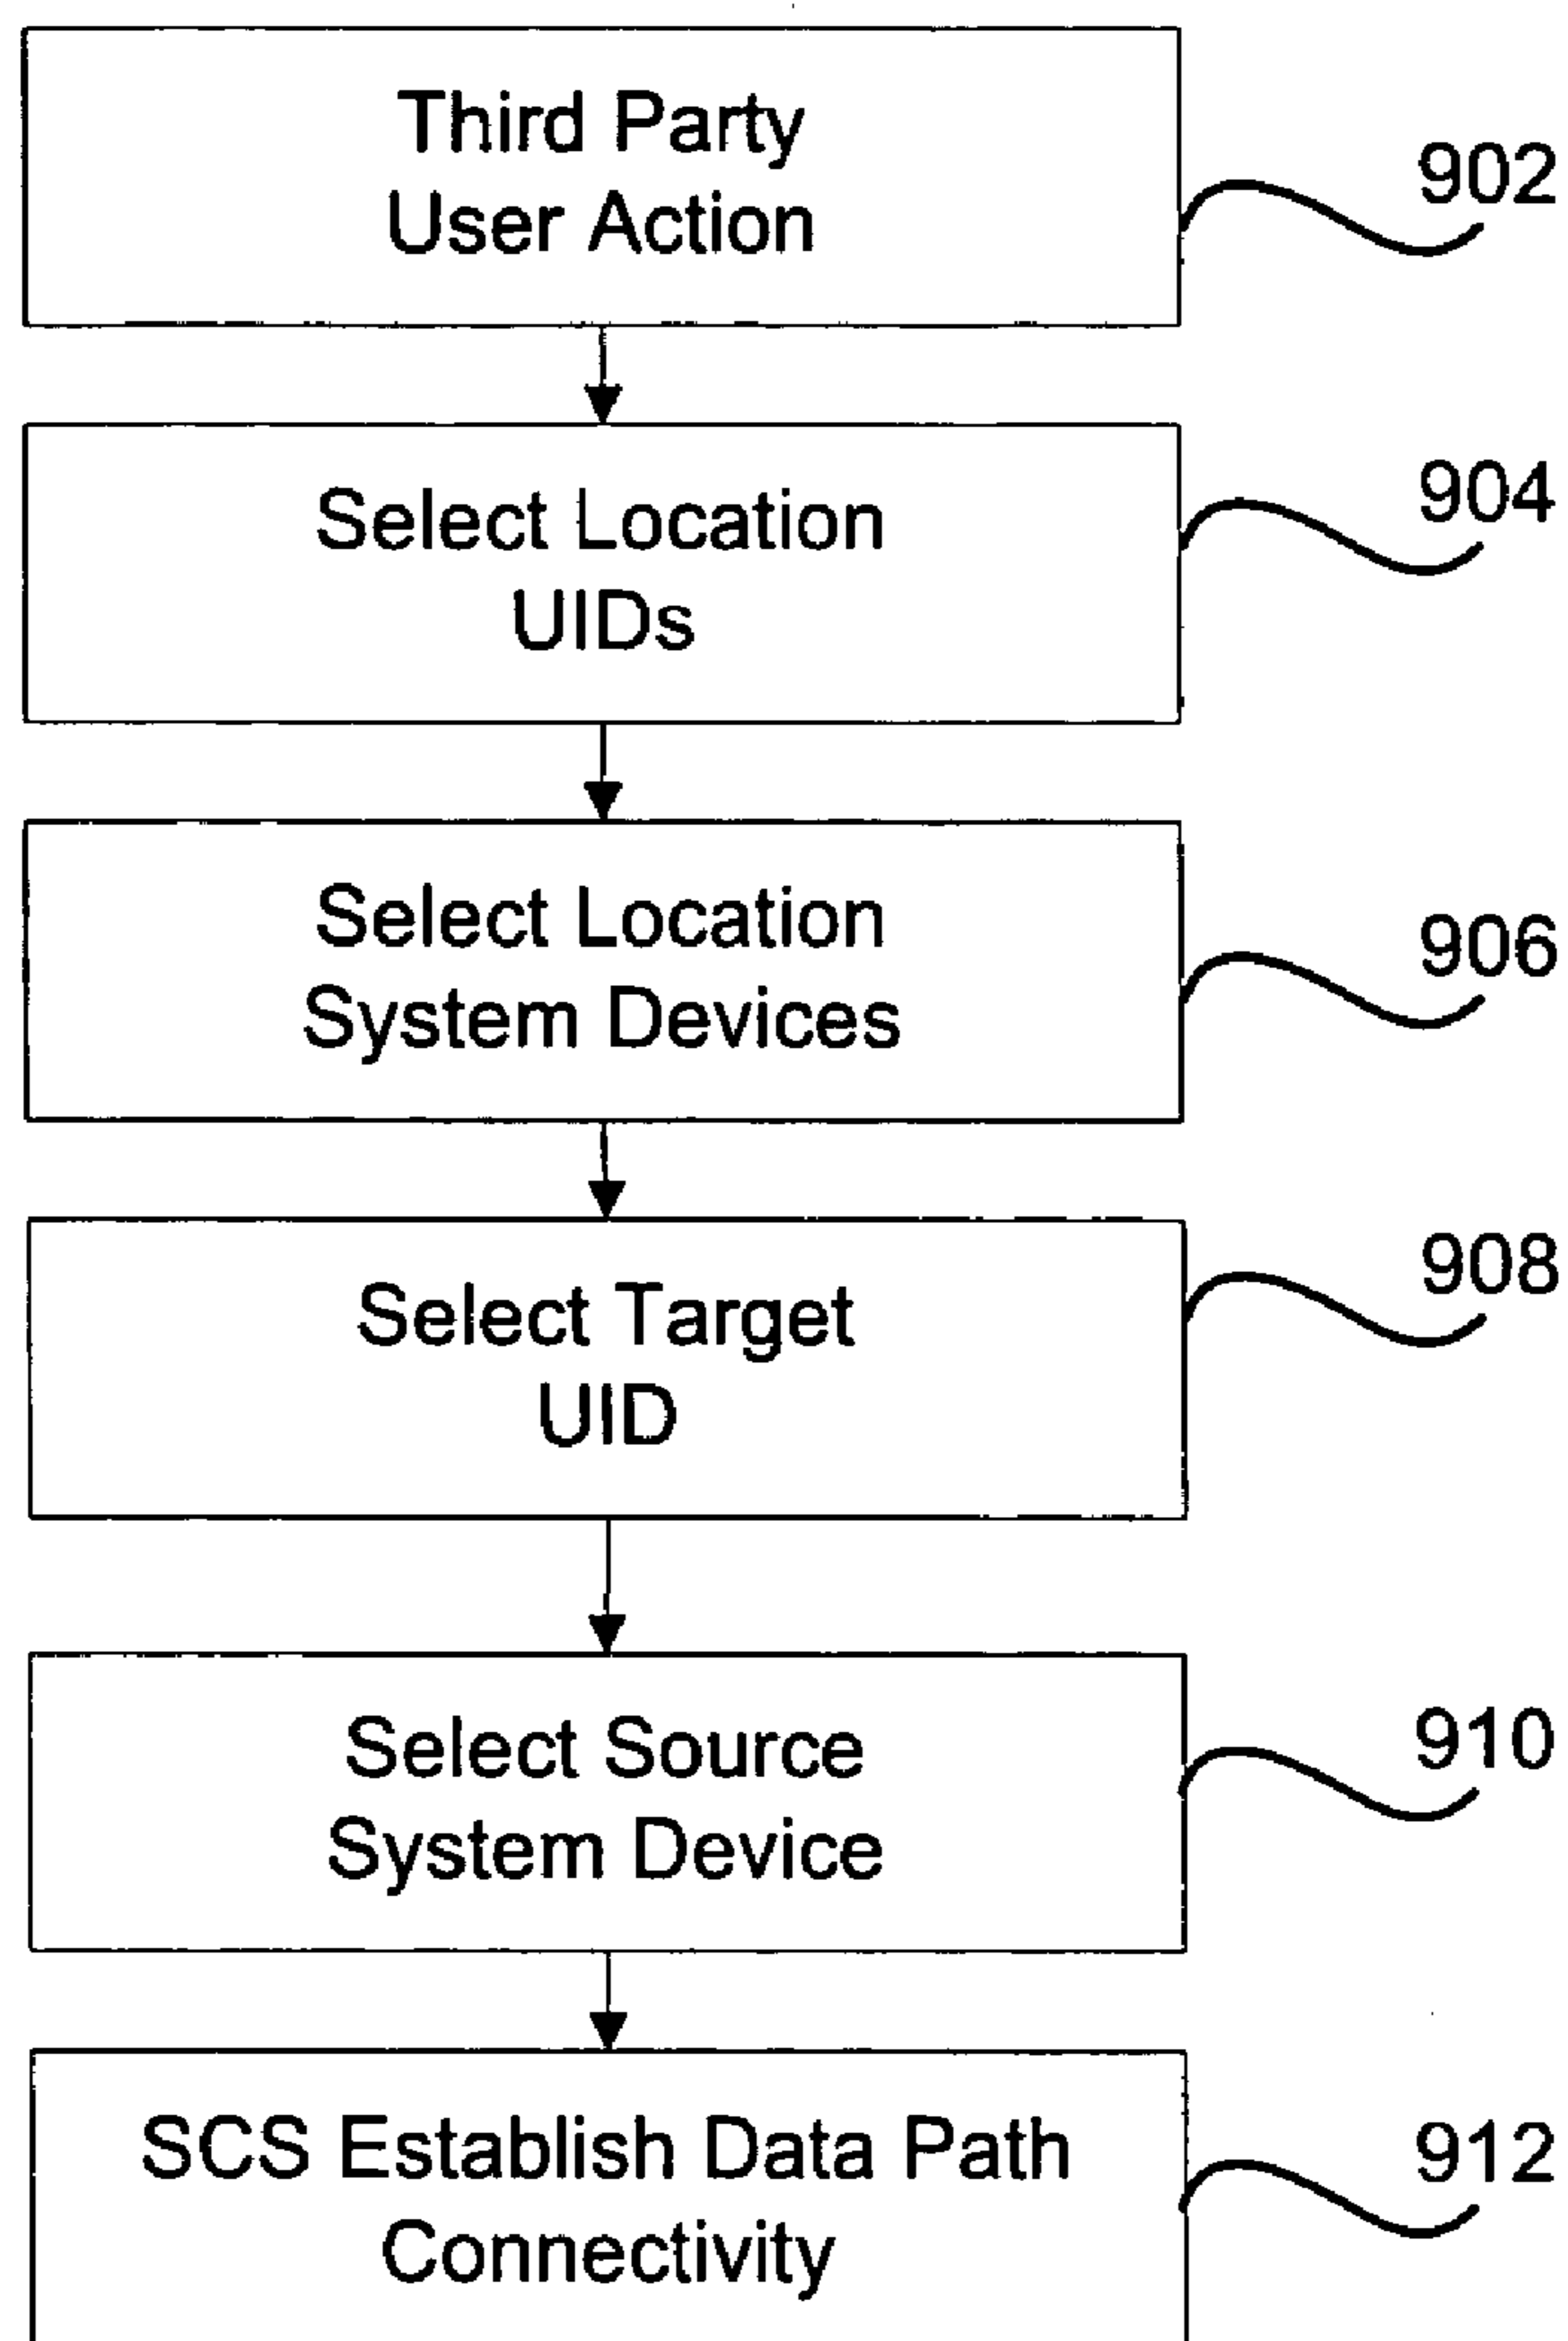 Third Party
User Action
902
Select Location
UIDs
904
Select Location
System Devices
906
Select Target
UID
908
Select Source
System Device
910
SCS Establish Data Path
Connectivity
912